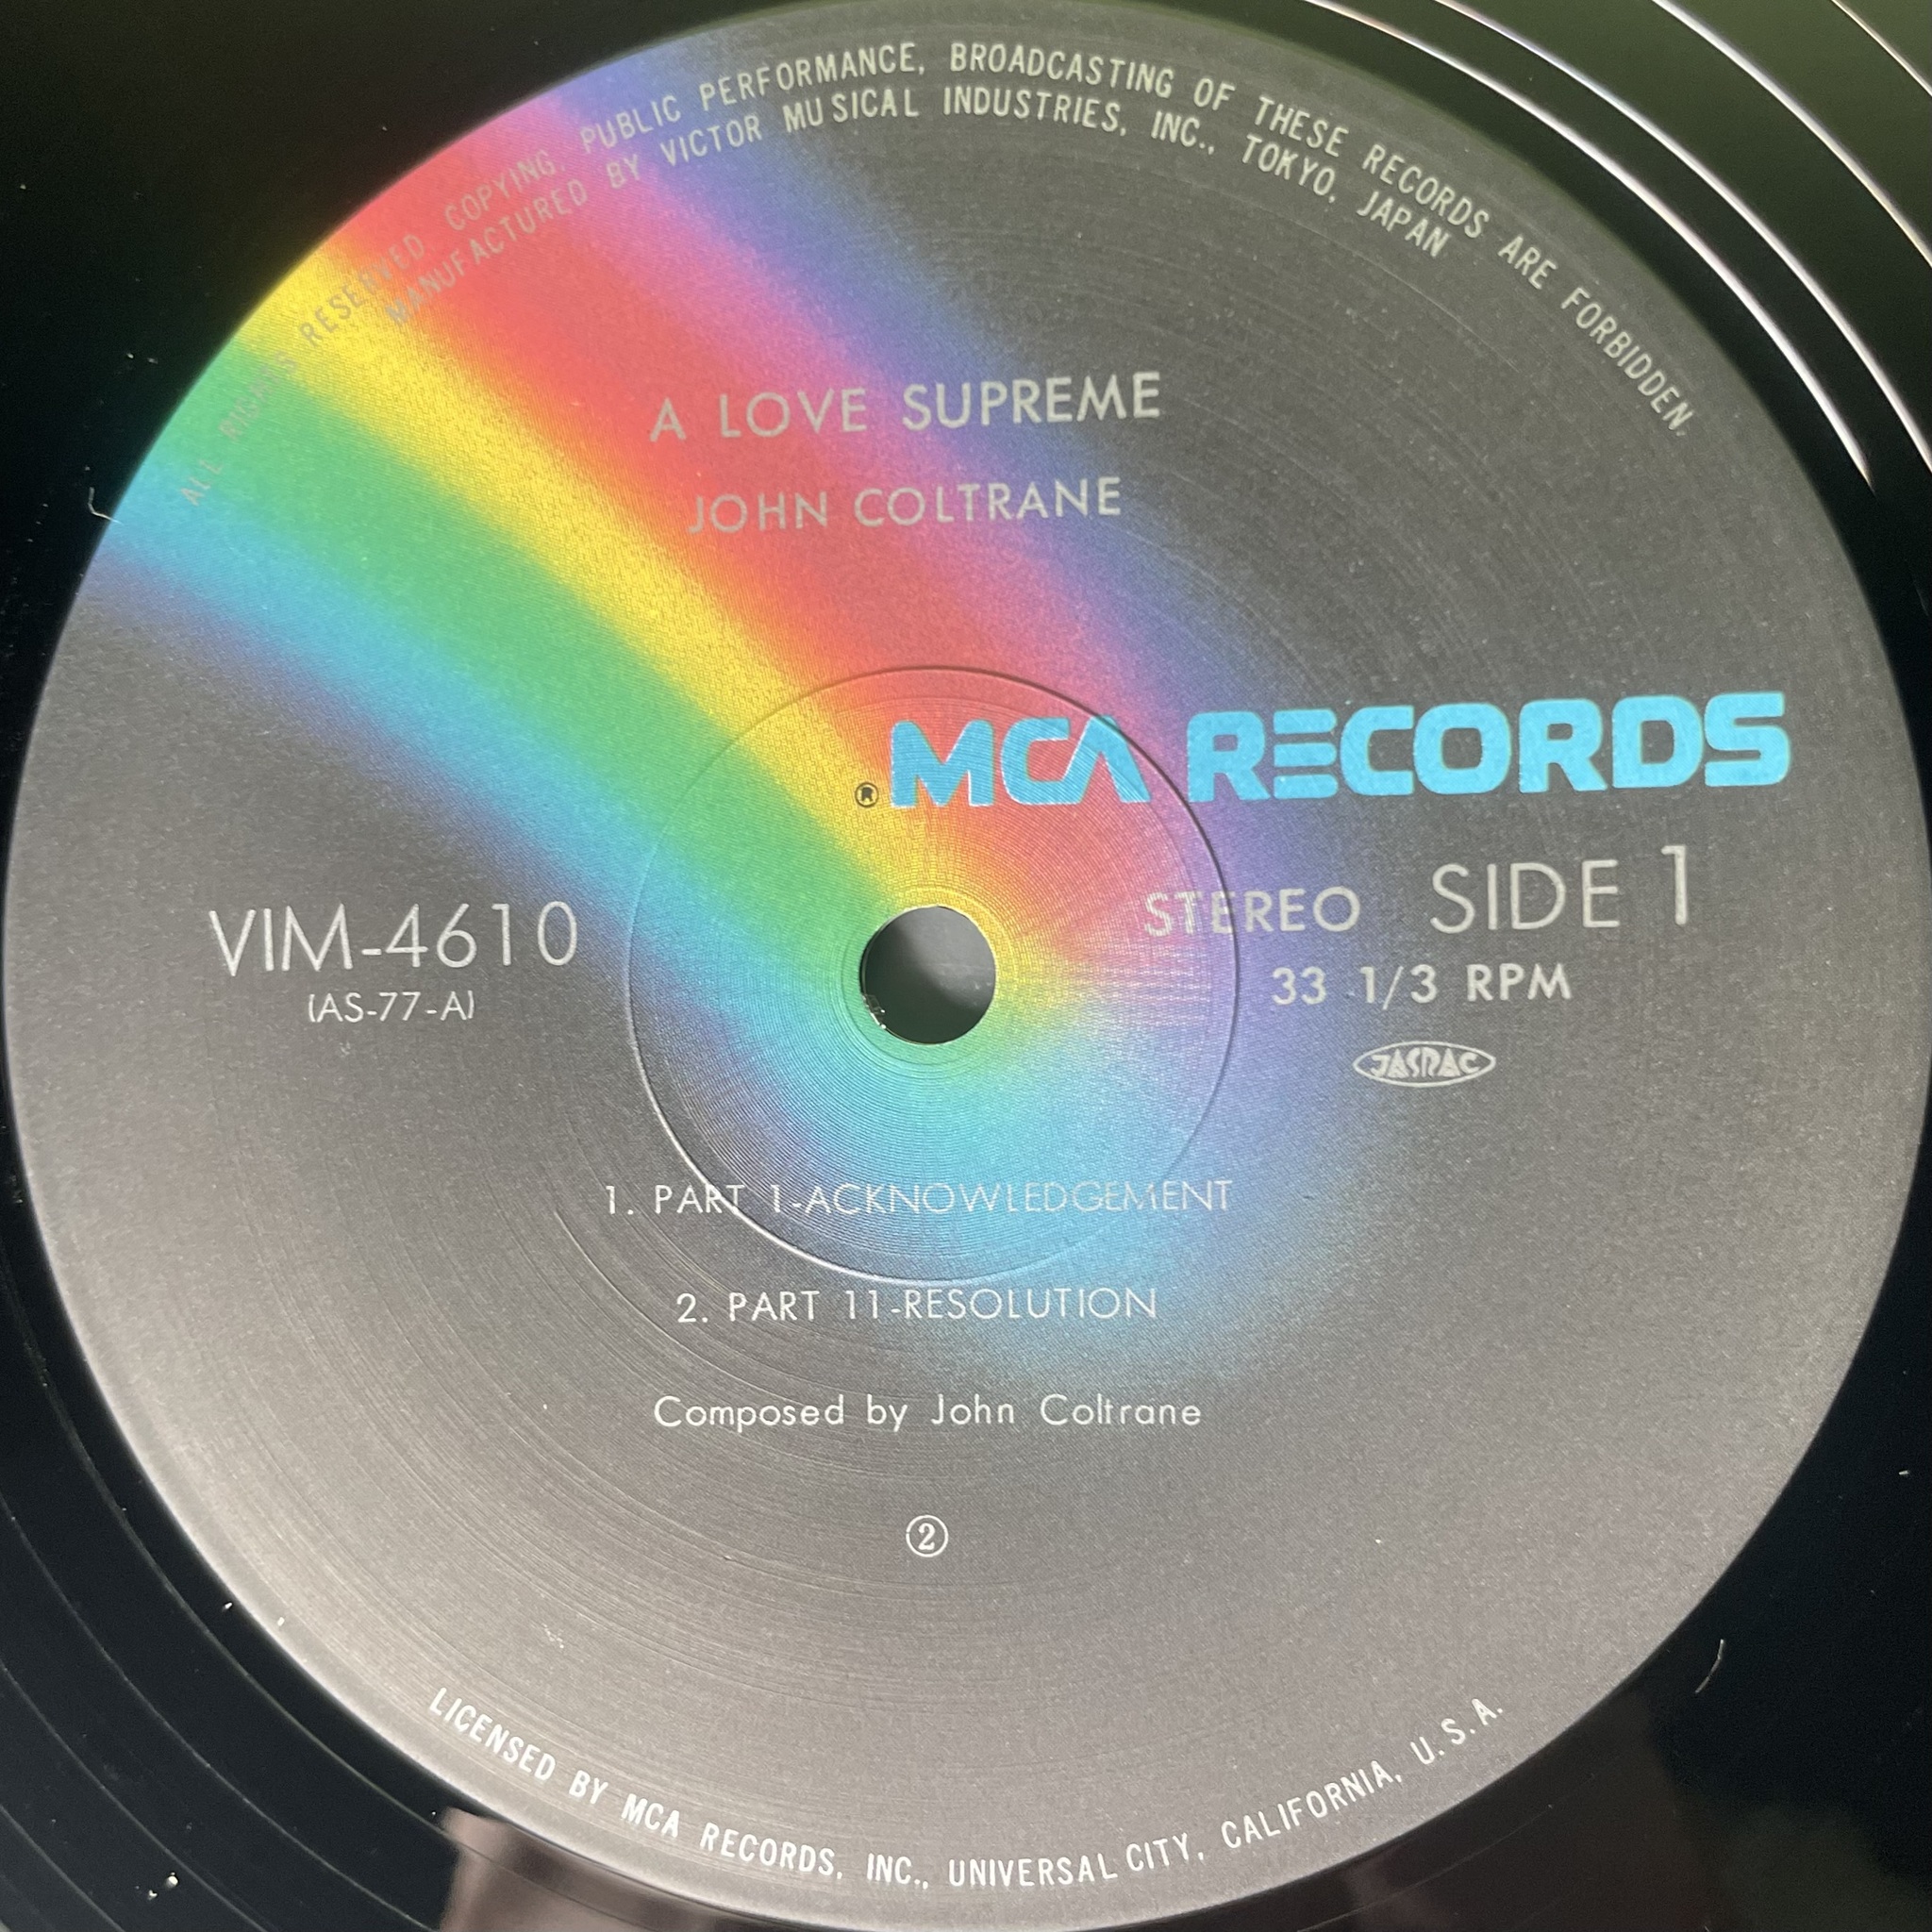 ALL RIGHTS RESERVED. COPYING, PUBLIC PERFORMANCE, BROADCASTING OF THESE RECORDS ARE FORBIDDEN.
MANUFACTURED BY VICTOR MUSICAL INDUSTRIES, INC., TOKYO, JAPAN
A LOVE SUPREME
JOHN COLTRANE
® MCA RECORDS
VIM-4610
(AS-77-A)
STEREO SIDE 1
33 1/3 RPM
JASRAC
1. PART 1-ACKNOWLEDGEMENT
2. PART 11-RESOLUTION
Composed by John Coltrane
②
LICENSED BY MCA RECORDS, INC., UNIVERSAL CITY, CALIFORNIA, U.S.A.